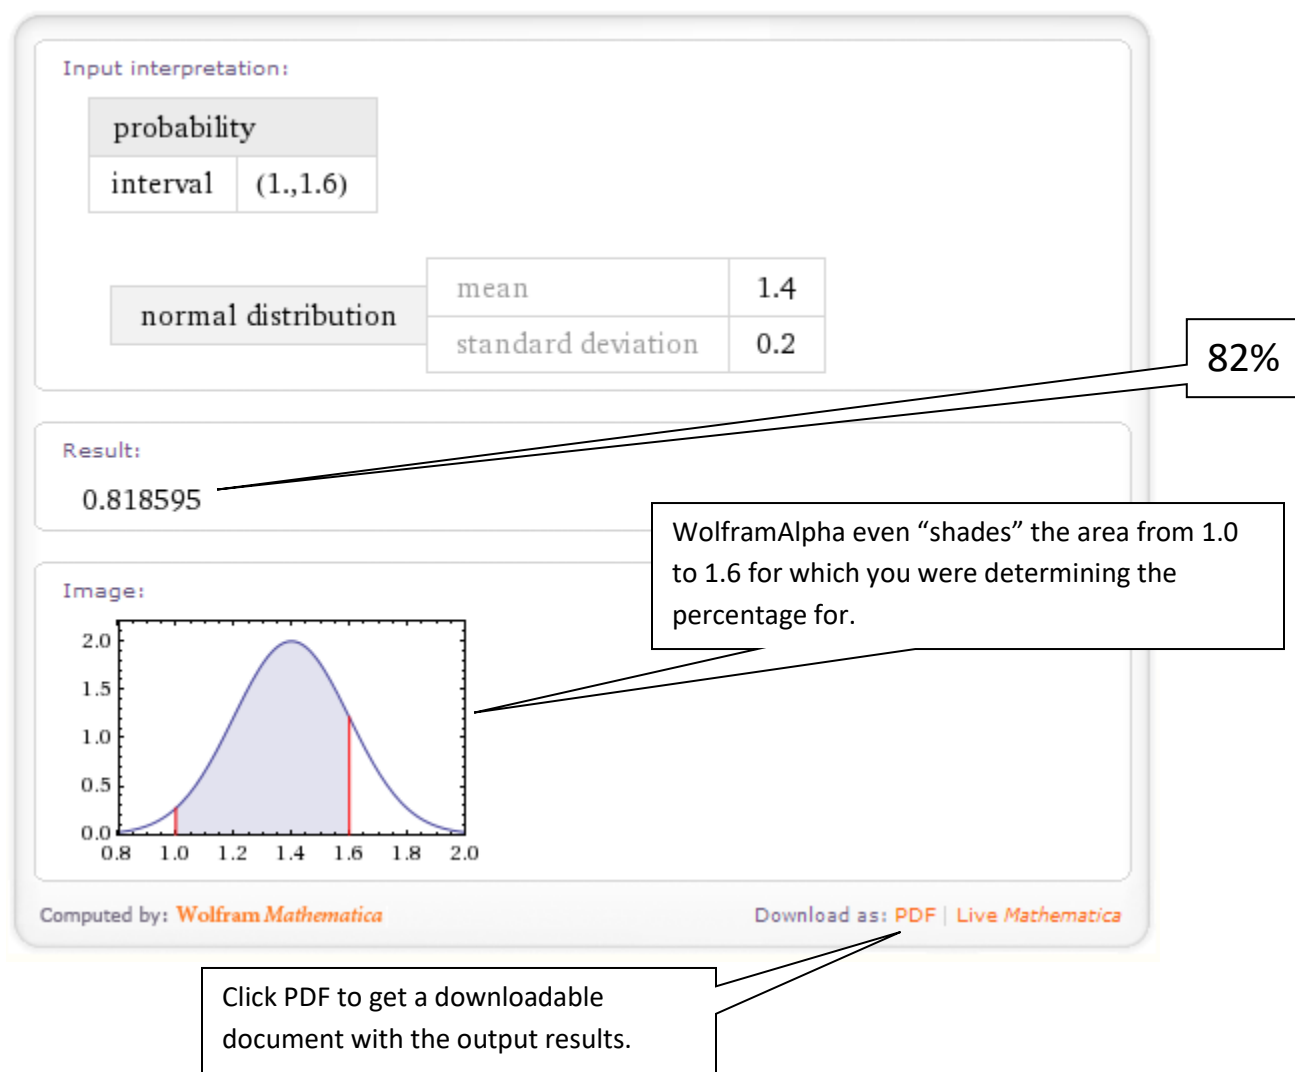 Input interpretation:
probability
interval (1.,1.6)
normal distribution
mean 1.4
standard deviation 0.2
82%
Result:
0.818595
WolframAlpha even “shades” the area from 1.0
to 1.6 for which you were determining the
percentage for.
Image:
2.0
1.5
1.0
0.5
0.0
0.8 1.0 1.2 1.4 1.6 1.8 2.0
Computed by: Wolfram Mathematica
Download as: PDF | Live Mathematica
Click PDF to get a downloadable
document with the output results.